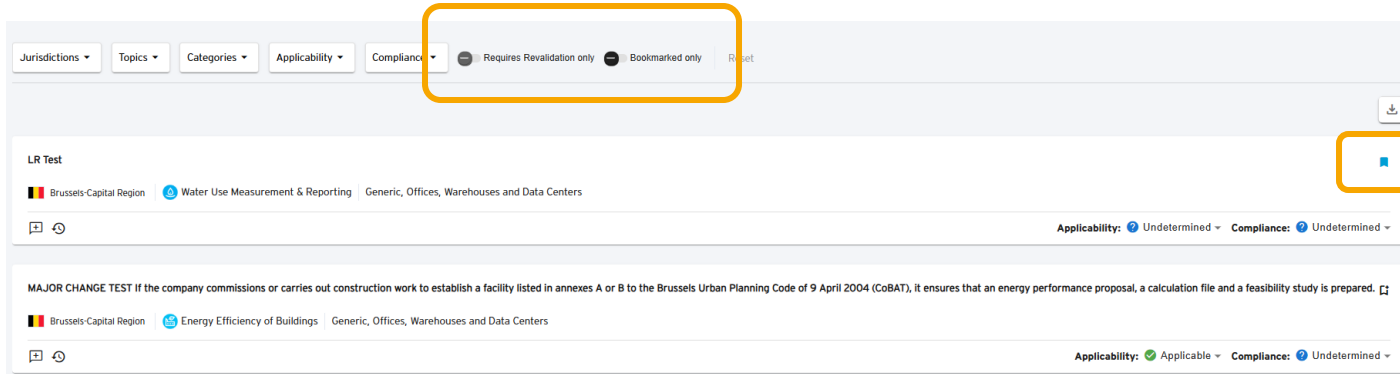 Jurisdictions Topics Categories Applicability Compliance Requires Revalidation only Bookmarked only Reset
LR Test
Brussels-Capital Region Water Use Measurement & Reporting Generic, Offices, Warehouses and Data Centers
Applicability: Undetermined Compliance: Undetermined
MAJOR CHANGE TEST If the company commissions or carries out construction work to establish a facility listed in annexes A or B to the Brussels Urban Planning Code of 9 April 2004 (CoBAT), it ensures that an energy performance proposal, a calculation file and a feasibility study is prepared.
Brussels-Capital Region Energy Efficiency of Buildings Generic, Offices, Warehouses and Data Centers
Applicability: Applicable Compliance: Undetermined